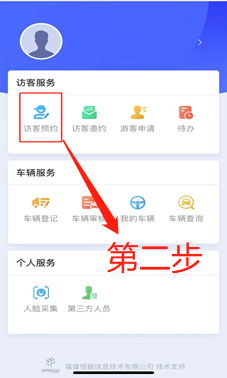 访客服务
访客预约 访客邀约 游客申请 待办
车辆服务
车辆登记 车辆审核 我的车辆 车辆查询
第二步
个人服务
人脸采集 第三方人员
福建恒智信息技术有限公司 技术支持